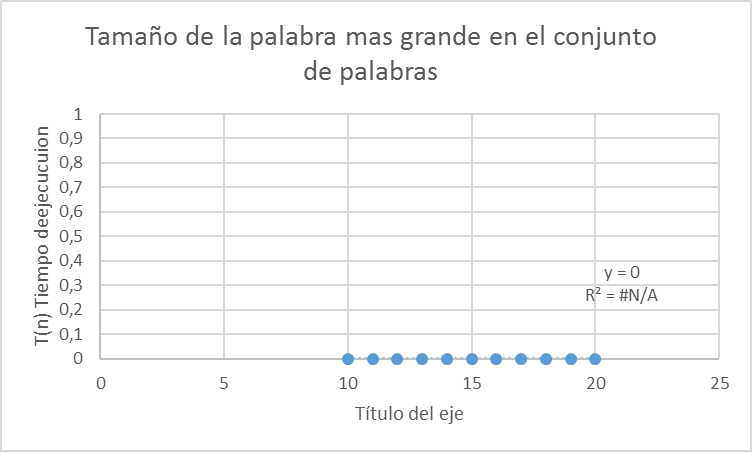 Tamaño de la palabra mas grande en el conjunto
de palabras
T(n) Tiempo deejecucuion
1
0,9
0,8
0,7
0,6
0,5
0,4
0,3
0,2
0,1
0
y = 0
R² = #N/A
0 5 10 15 20 25
Título del eje